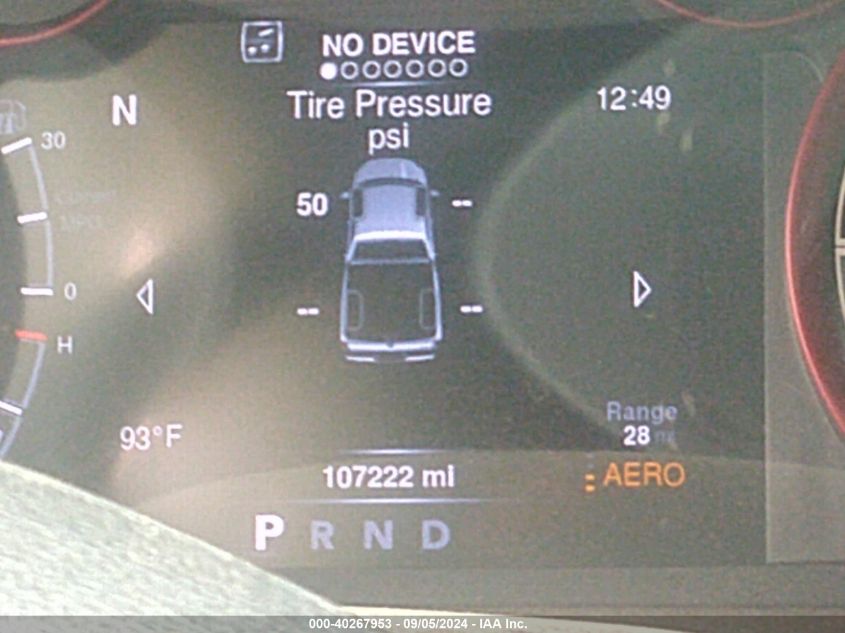 NO DEVICE
Tire Pressure
psi
N
12:49
30
50 --
0
-- --
H
Range
28 mi
93°F
107222 mi
AERO
P R N D
000-40267953 - 09/05/2024 - IAA Inc.